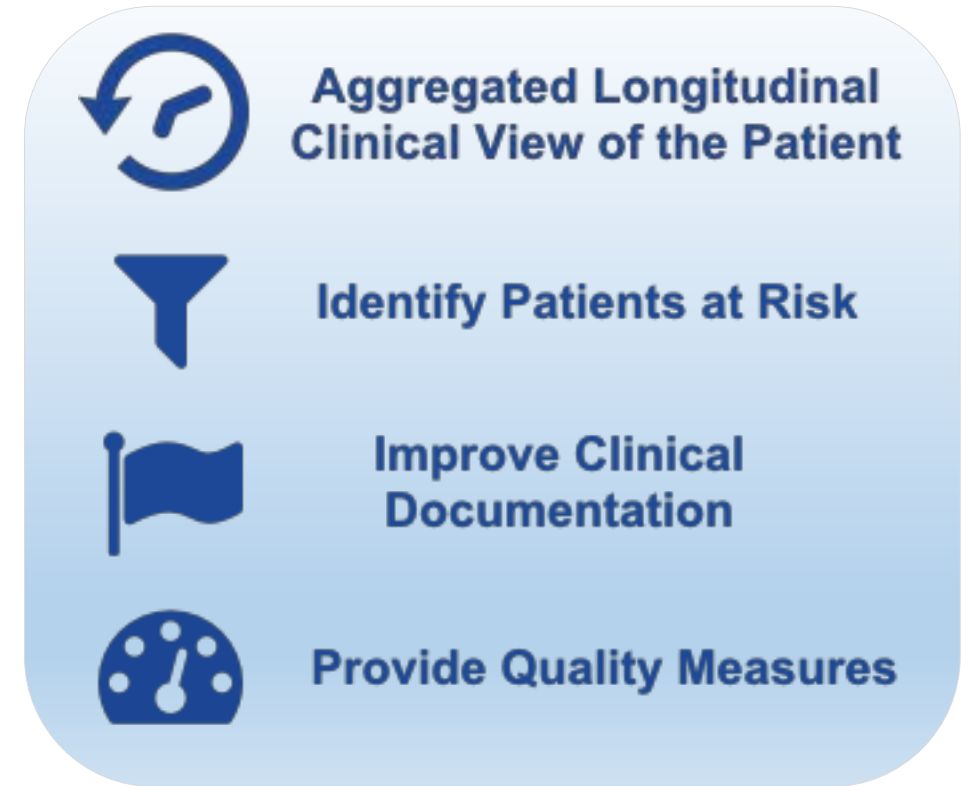 Aggregated Longitudinal
Clinical View of the Patient
Identify Patients at Risk
Improve Clinical
Documentation
Provide Quality Measures